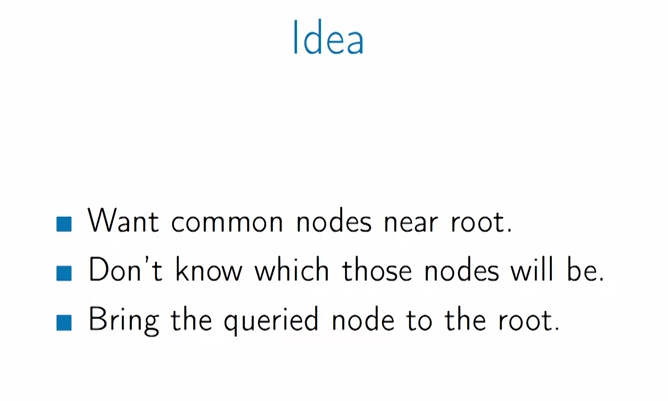 Idea
Want common nodes near root.
Don't know which those nodes will be.
Bring the queried node to the root.